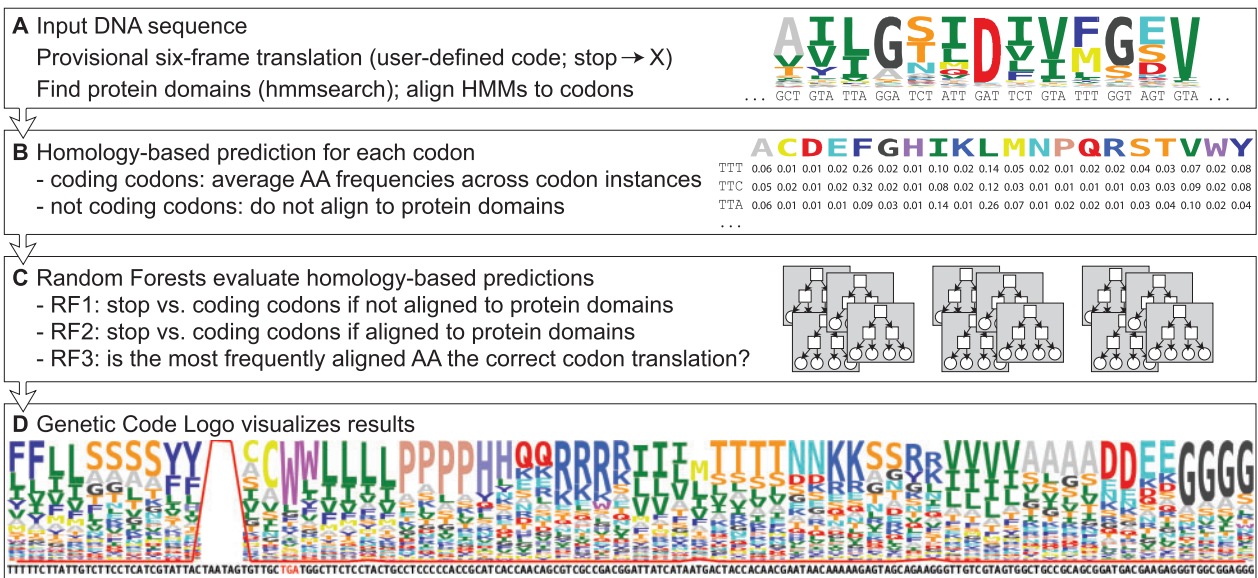 A Input DNA sequence
Provisional six-frame translation (user-defined code; stop → X)
Find protein domains (hmmsearch); align HMMs to codons
A I L G S I D I V F G E V
... GCT GTA TTA GGA TCT ATT GAT TCT GTA TTT GGT AGT GTA ...
B Homology-based prediction for each codon
- coding codons: average AA frequencies across codon instances
- not coding codons: do not align to protein domains
A C D E F G H I K L M N P Q R S T V W Y
TTT 0.06 0.01 0.01 0.02 0.26 0.02 0.01 0.10 0.02 0.14 0.05 0.02 0.01 0.01 0.02 0.04 0.03 0.07 0.02 0.08
TTC 0.05 0.02 0.01 0.02 0.32 0.02 0.01 0.08 0.02 0.12 0.03 0.01 0.01 0.01 0.01 0.03 0.03 0.09 0.02 0.08
TTA 0.06 0.01 0.01 0.01 0.09 0.03 0.01 0.14 0.01 0.26 0.07 0.01 0.02 0.02 0.01 0.03 0.04 0.10 0.02 0.04
...
C Random Forests evaluate homology-based predictions
- RF1: stop vs. coding codons if not aligned to protein domains
- RF2: stop vs. coding codons if aligned to protein domains
- RF3: is the most frequently aligned AA the correct codon translation?
D Genetic Code Logo visualizes results
FFLLSSSSYY CCWWLLLLPPPPHHQQRRRRIIIMTTTTNNKKSSRRVVVVAAAADDEEGGGG
TTTTTCTTATTGTCTTCCTCATCGTATTACTAATAGTGTTGCTGATGGCTTCTCCTACTGCCTCCCCCACCGCATCACCAACAGCGTCGCCGACGGATTATCATAATGACTACCACAACGAATAACAAAAAGAGTAGCAGAAGGGTTGTCGTAGTGGCTGCCGCAGCGGATGACGAAGAGGGTGGCGGAGGG